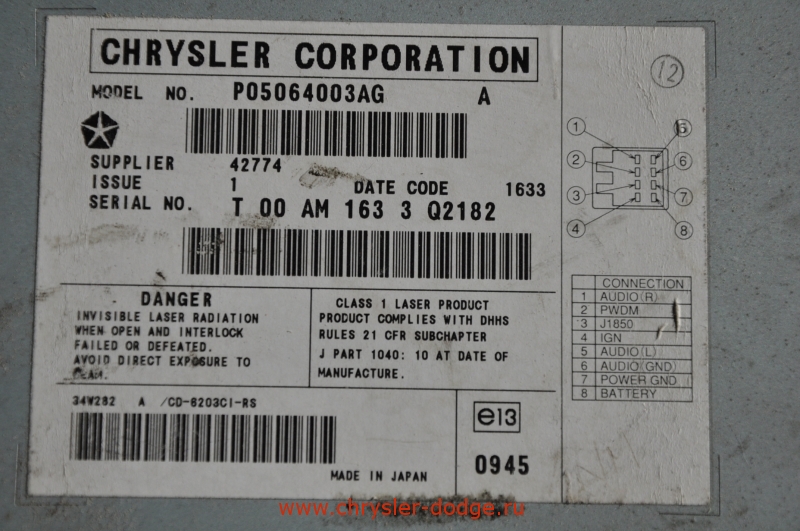 CHRYSLER CORPORATION
MODEL NO. P05064003AG A
SUPPLIER 42774
ISSUE 1 DATE CODE 1633
SERIAL NO. T 00 AM 163 3 Q2182
DANGER
INVISIBLE LASER RADIATION
WHEN OPEN AND INTERLOCK
FAILED OR DEFEATED.
AVOID DIRECT EXPOSURE TO
BEAM.
CLASS 1 LASER PRODUCT
PRODUCT COMPLIES WITH DHHS
RULES 21 CFR SUBCHAPTER
J PART 1040: 10 AT DATE OF
MANUFACTURE.
34W282 A /CD-6203CI-RS
MADE IN JAPAN
e13
0945
12
1
2
3
4
5
6
7
8
CONNECTION
1 AUDIO(R)
2 PWDM
3 J1850
4 IGN
5 AUDIO(L)
6 AUDIO(GND)
7 POWER GND
8 BATTERY
www.chrysler-dodge.ru